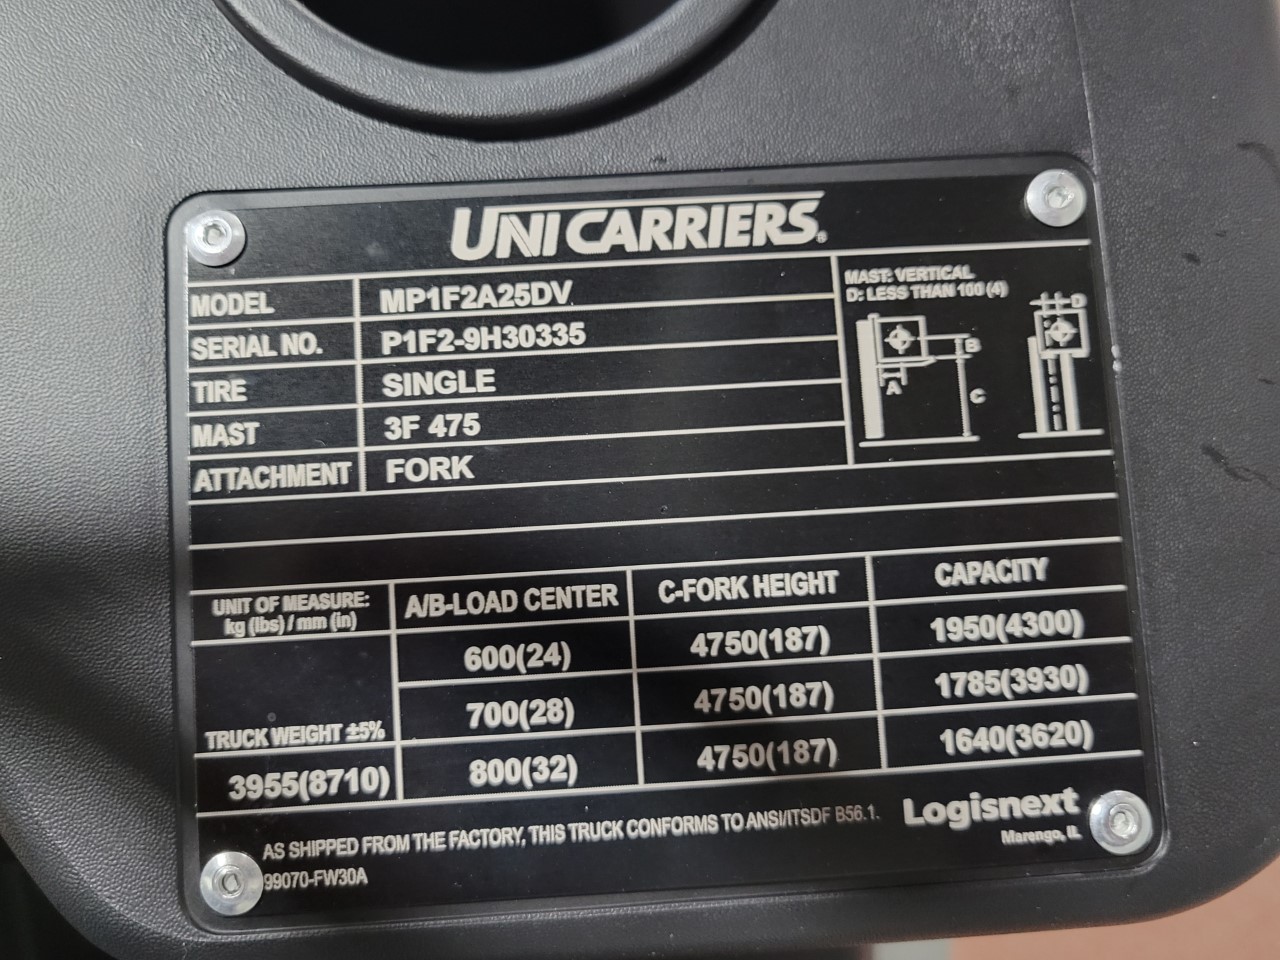 UNICARRIERS®
MODEL MP1F2A25DV
SERIAL NO. P1F2-9H30335
TIRE SINGLE
MAST 3F 475
ATTACHMENT FORK
MAST: VERTICAL
D: LESS THAN 100 (4)
A
B
C
D
UNIT OF MEASURE:
kg (lbs) / mm (in)
A/B-LOAD CENTER C-FORK HEIGHT CAPACITY
600(24) 4750(187) 1950(4300)
700(28) 4750(187) 1785(3930)
800(32) 4750(187) 1640(3620)
TRUCK WEIGHT ±5%
3955(8710)
AS SHIPPED FROM THE FACTORY, THIS TRUCK CONFORMS TO ANSI/ITSDF B56.1.
99070-FW30A
Logisnext
Marengo, IL